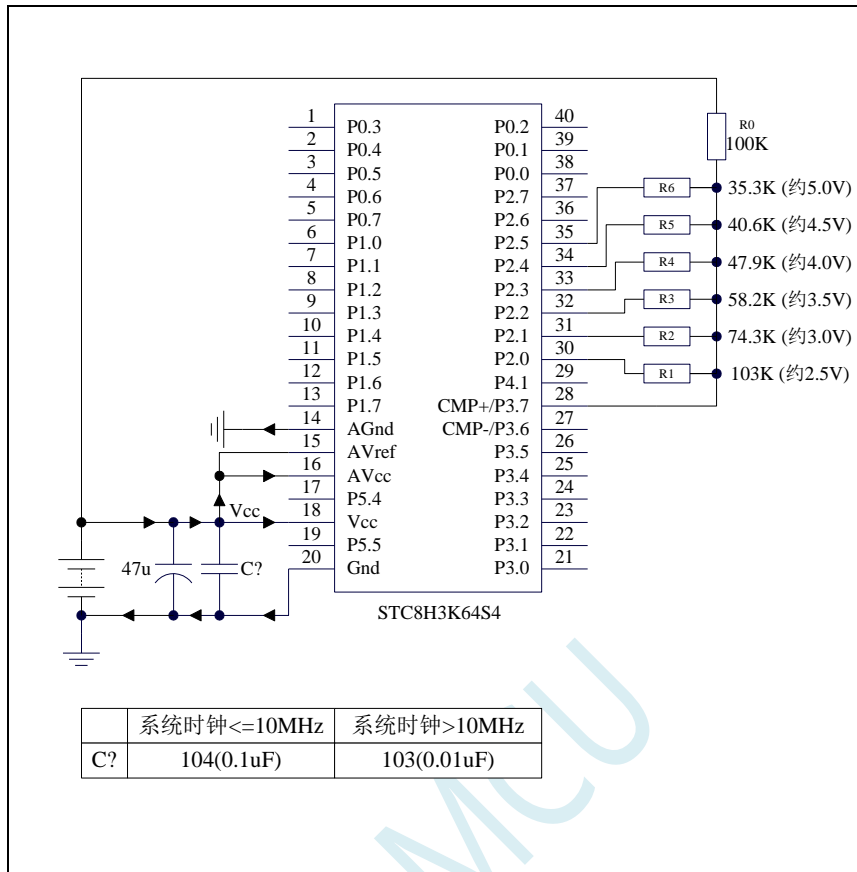 1 P0.3 P0.2 40
2 P0.4 P0.1 39
3 P0.5 P0.0 38
4 P0.6 P2.7 37
5 P0.7 P2.6 36
6 P1.0 P2.5 35
7 P1.1 P2.4 34
8 P1.2 P2.3 33
9 P1.3 P2.2 32
10 P1.4 P2.1 31
11 P1.5 P2.0 30
12 P1.6 P4.1 29
13 P1.7 CMP+/P3.7 28
14 AGnd CMP-/P3.6 27
15 AVref P3.5 26
16 AVcc P3.4 25
17 P5.4 P3.3 24
Vcc
18 Vcc P3.2 23
19 P5.5 P3.1 22
20 Gnd P3.0 21
R0
100K
R6 35.3K (约5.0V)
R5 40.6K (约4.5V)
R4 47.9K (约4.0V)
R3 58.2K (约3.5V)
R2 74.3K (约3.0V)
R1 103K (约2.5V)
47u C?
STC8H3K64S4
系统时钟<=10MHz 系统时钟>10MHz
C? 104(0.1uF) 103(0.01uF)
MCU